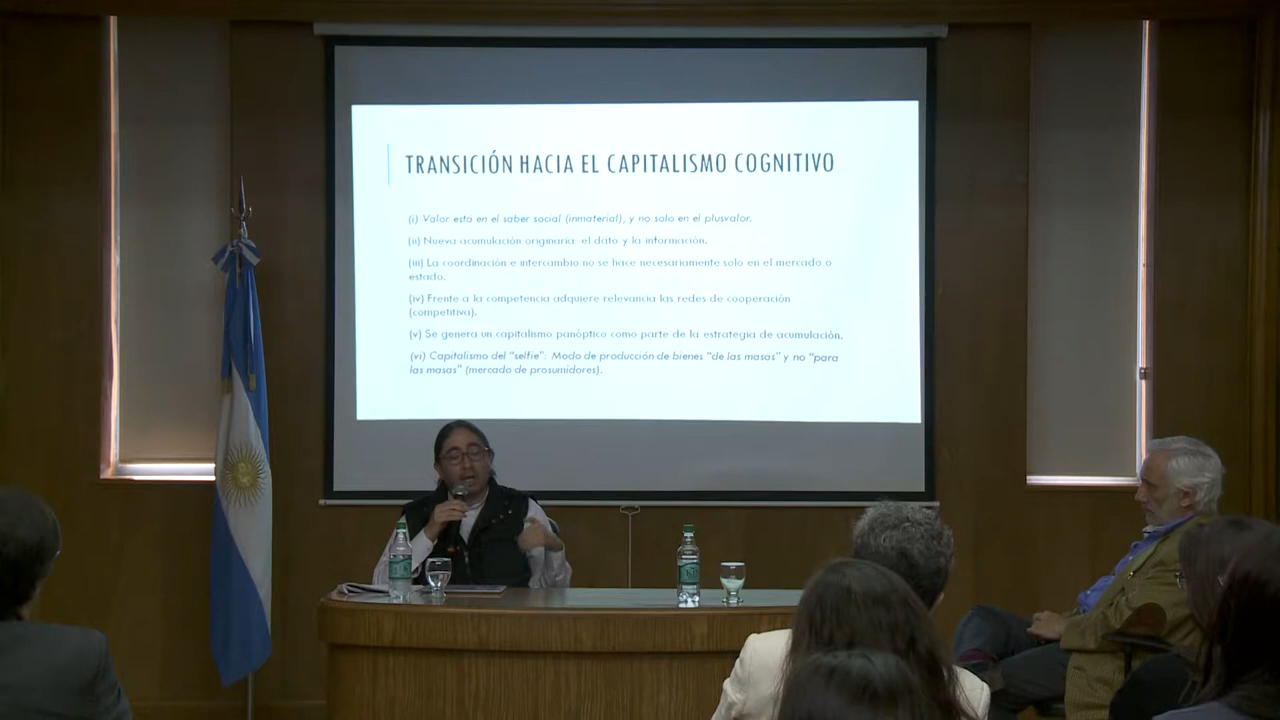 TRANSICIÓN HACIA EL CAPITALISMO COGNITIVO
(i) Valor esta en el saber social (inmaterial), y no solo en el plusvalor.
(ii) Nueva acumulación originaria: el dato y la información.
(iii) La coordinación e intercambio no se hace necesariamente solo en el mercado o
estado.
(iv) Frente a la competencia adquiere relevancia las redes de cooperación
(competitiva).
(v) Se genera un capitalismo panóptico como parte de la estrategia de acumulación.
(vi) Capitalismo del "selfie": Modo de producción de bienes "de las masas" y no "para
las masas" (mercado de prosumidores).